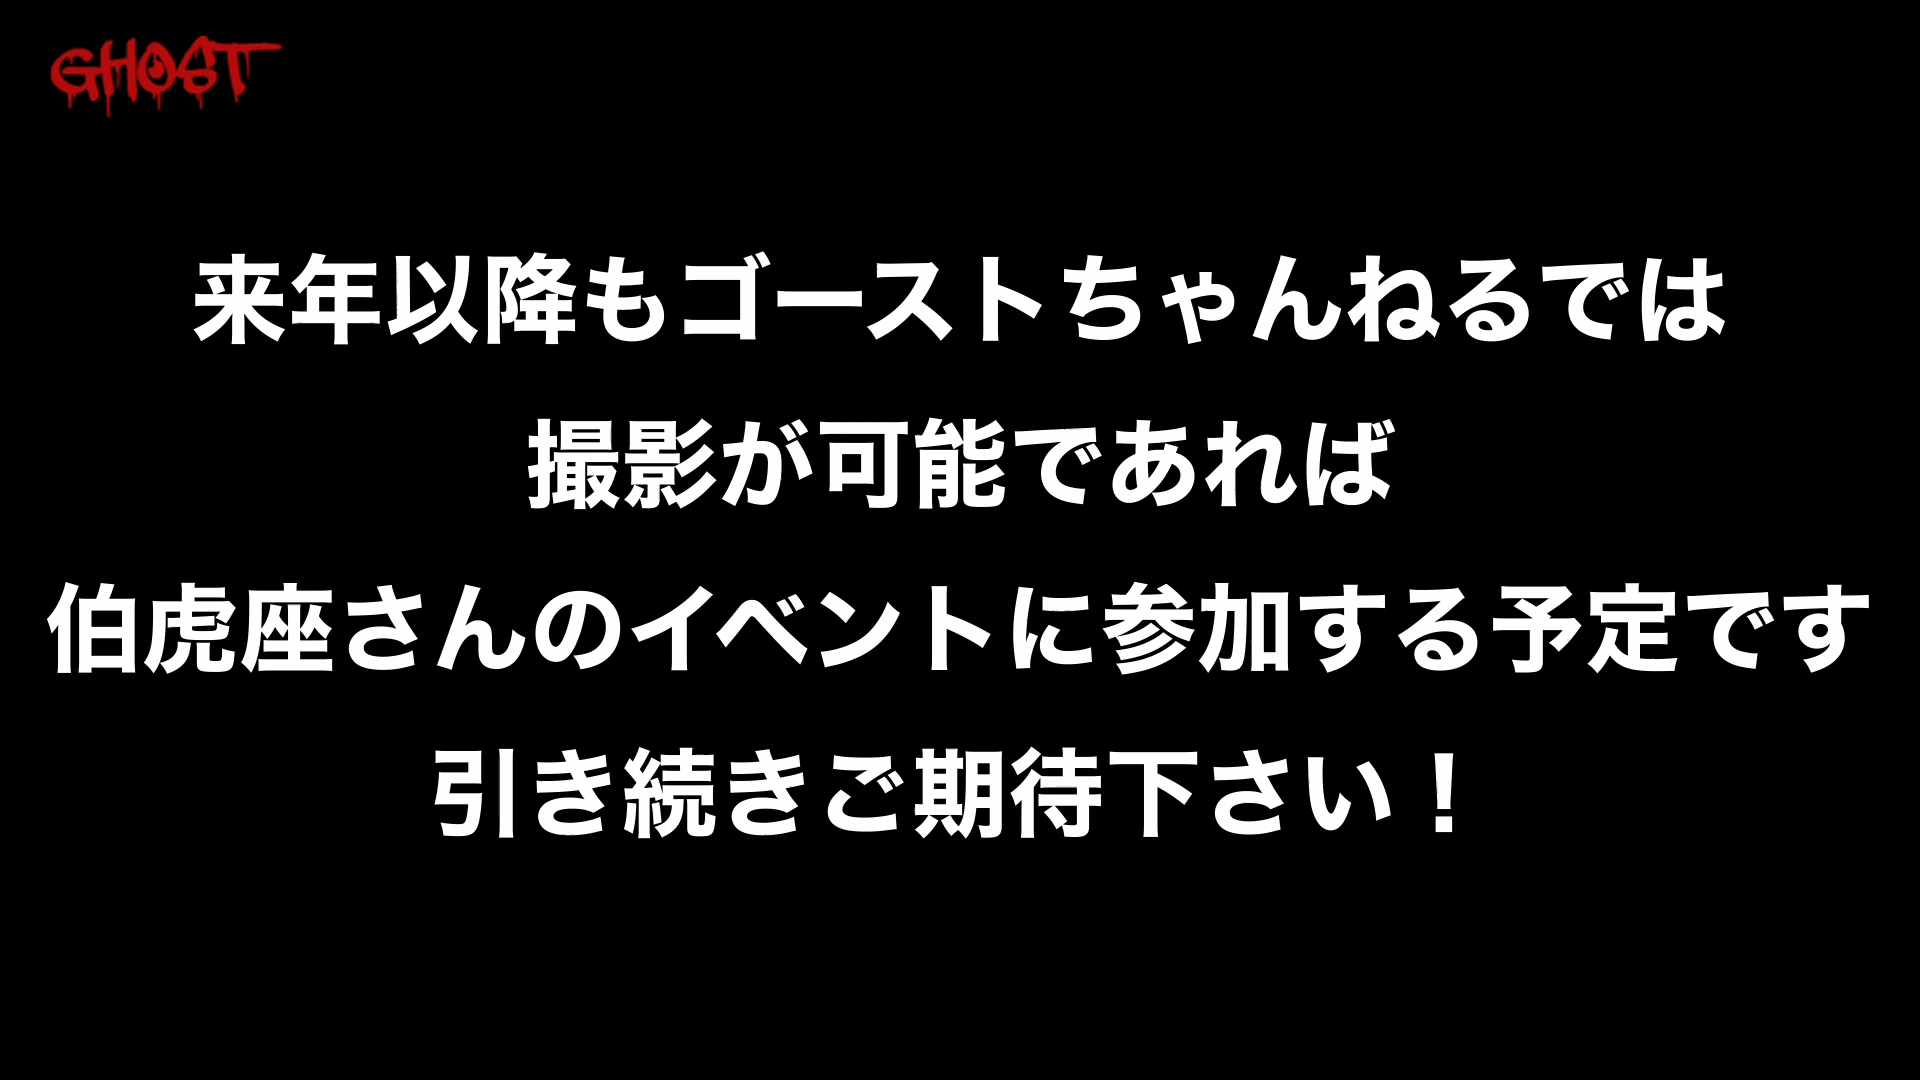 GHOST
来年以降もゴーストちゃんねるでは
撮影が可能であれば
伯虎座さんのイベントに参加する予定です
引き続きご期待下さい！